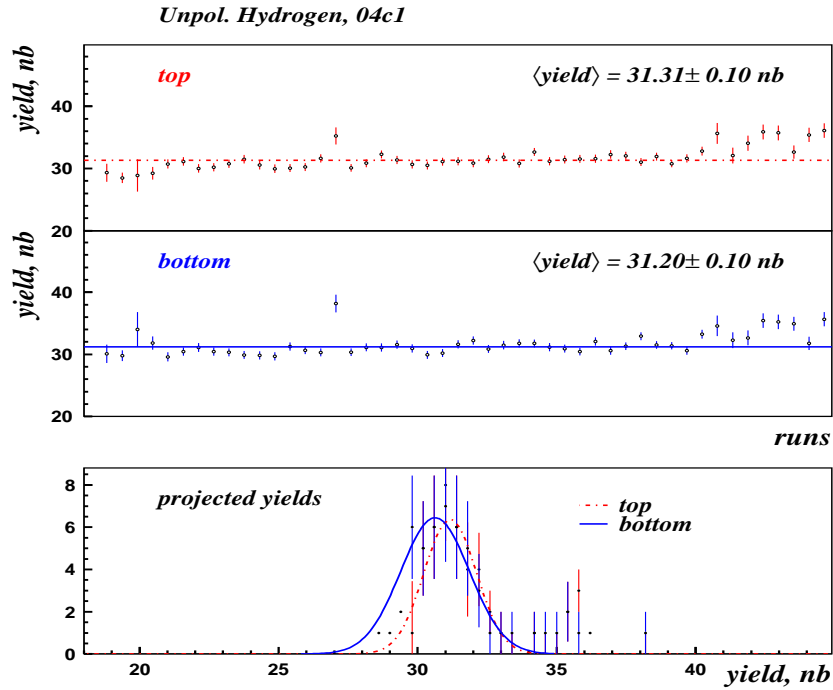 Unpol. Hydrogen, 04c1
yield, nb
top
⟨yield⟩ = 31.31± 0.10 nb
40
30
20
yield, nb
bottom
⟨yield⟩ = 31.20± 0.10 nb
40
30
20
runs
projected yields
top
bottom
8
6
4
2
0
20 25 30 35 40
yield, nb